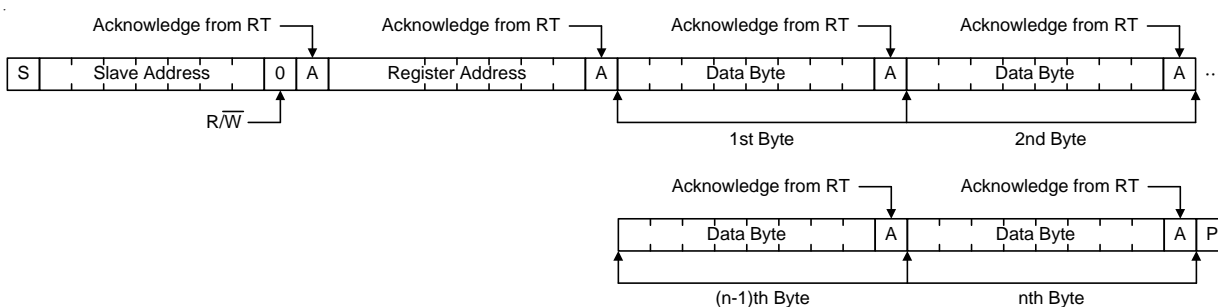 Acknowledge from RT Acknowledge from RT Acknowledge from RT Acknowledge from RT
S Slave Address 0 A Register Address A Data Byte A Data Byte A ..
R/W̅
1st Byte 2nd Byte
Acknowledge from RT Acknowledge from RT
Data Byte A Data Byte A P
(n-1)th Byte nth Byte